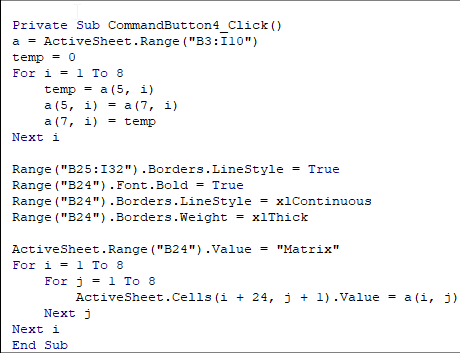 Private Sub CommandButton4_Click()
a = ActiveSheet.Range("B3:I10")
temp = 0
For i = 1 To 8
    temp = a(5, i)
    a(5, i) = a(7, i)
    a(7, i) = temp
Next i

Range("B25:I32").Borders.LineStyle = True
Range("B24").Font.Bold = True
Range("B24").Borders.LineStyle = xlContinuous
Range("B24").Borders.Weight = xlThick

ActiveSheet.Range("B24").Value = "Matrix"
For i = 1 To 8
    For j = 1 To 8
        ActiveSheet.Cells(i + 24, j + 1).Value = a(i, j)
    Next j
Next i
End Sub